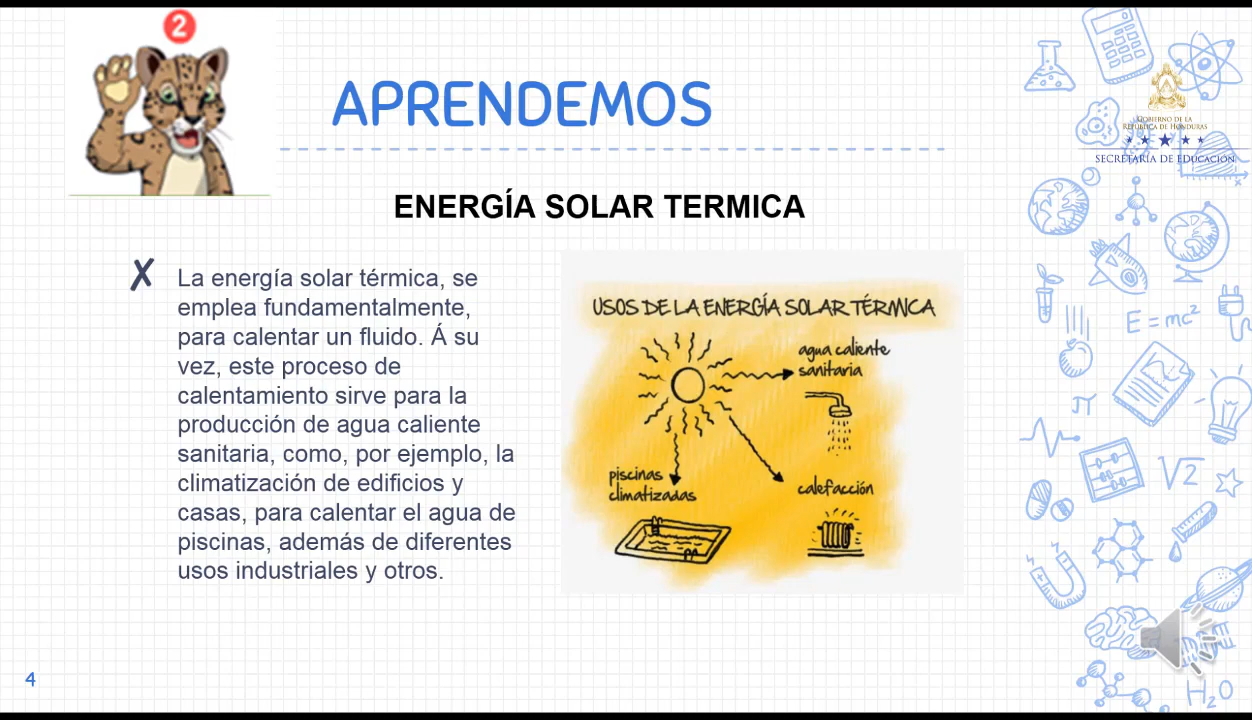 2
APRENDEMOS
GOBIERNO DE LA
REPÚBLICA DE HONDURAS
SECRETARÍA DE EDUCACIÓN
ENERGÍA SOLAR TERMICA
✗ La energía solar térmica, se
emplea fundamentalmente,
para calentar un fluido. Á su
vez, este proceso de
calentamiento sirve para la
producción de agua caliente
sanitaria, como, por ejemplo, la
climatización de edificios y
casas, para calentar el agua de
piscinas, además de diferentes
usos industriales y otros.
USOS DE LA ENERGÍA SOLAR TÉRMICA
agua caliente
sanitaria
piscinas
climatizadas
calefacción
E=mc²
π
√2
H₂O
4